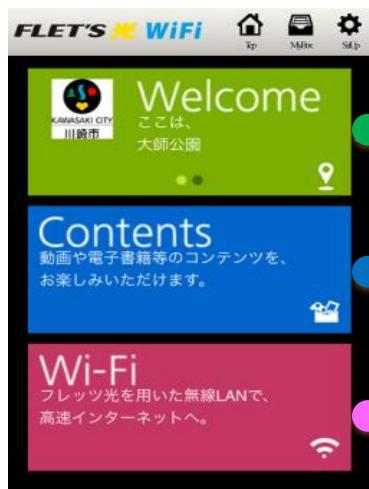 FLET'S 光 WiFi
Top
MyBox
SetUp
KAWASAKI CITY
川崎市
Welcome
ここは、
大師公園
Contents
動画や電子書籍等のコンテンツを、
お楽しみいただけます。
Wi-Fi
フレッツ光を用いた無線LANで、
高速インターネットへ。